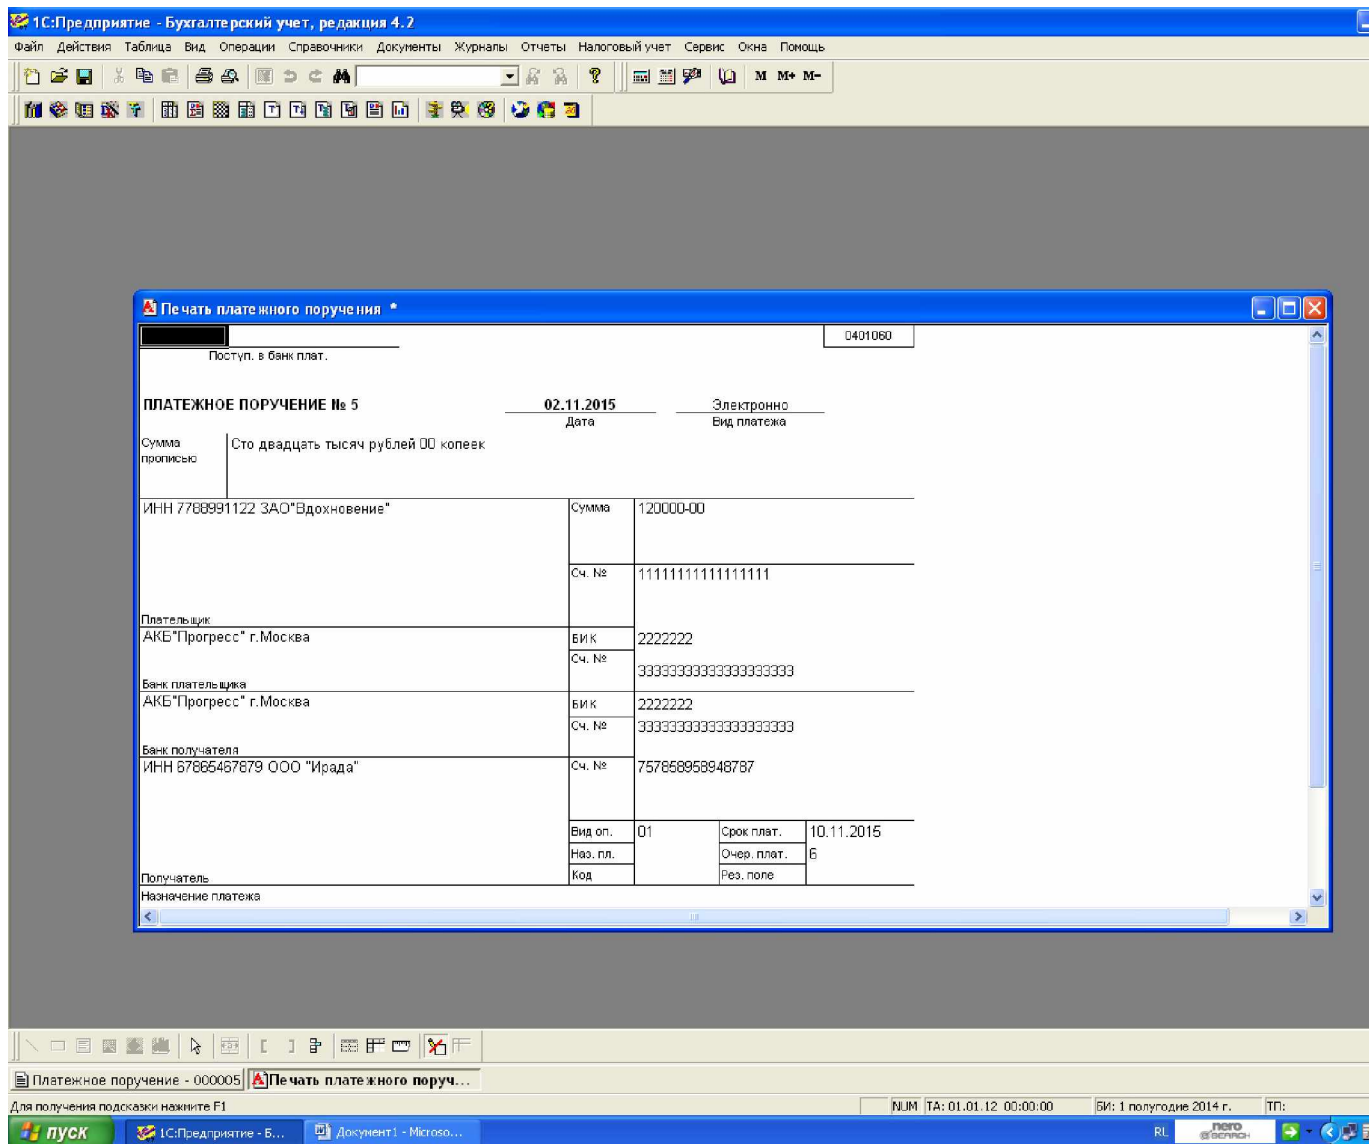 1С:Предприятие - Бухгалтерский учет, редакция 4.2
Файл Действия Таблица Вид Операции Справочники Документы Журналы Отчеты Налоговый учет Сервис Окна Помощь
M M+ M-
Печать платежного поручения *
0401060
Поступ. в банк плат.
ПЛАТЕЖНОЕ ПОРУЧЕНИЕ № 5 02.11.2015 Электронно
Дата Вид платежа
Сумма прописью Сто двадцать тысяч рублей 00 копеек
ИНН 7788991122 ЗАО"Вдохновение" Сумма 120000-00
Сч. № 11111111111111111
Плательщик
АКБ"Прогресс" г.Москва БИК 2222222
Сч. № 33333333333333333333
Банк плательщика
АКБ"Прогресс" г.Москва БИК 2222222
Сч. № 33333333333333333333
Банк получателя
ИНН 67865467879 ООО "Ирада" Сч. № 757858958948787
Вид оп. 01 Срок плат. 10.11.2015
Наз. пл. Очер. плат. 6
Получатель Код Рез. поле
Назначение платежа
Платежное поручение - 000005 Печать платежного поруч...
Для получения подсказки нажмите F1 NUM TA: 01.01.12 00:00:00 БИ: 1 полугодие 2014 г. ТП:
пуск 1С:Предприятие - Б... Документ1 - Microso... RL nero SEARCH